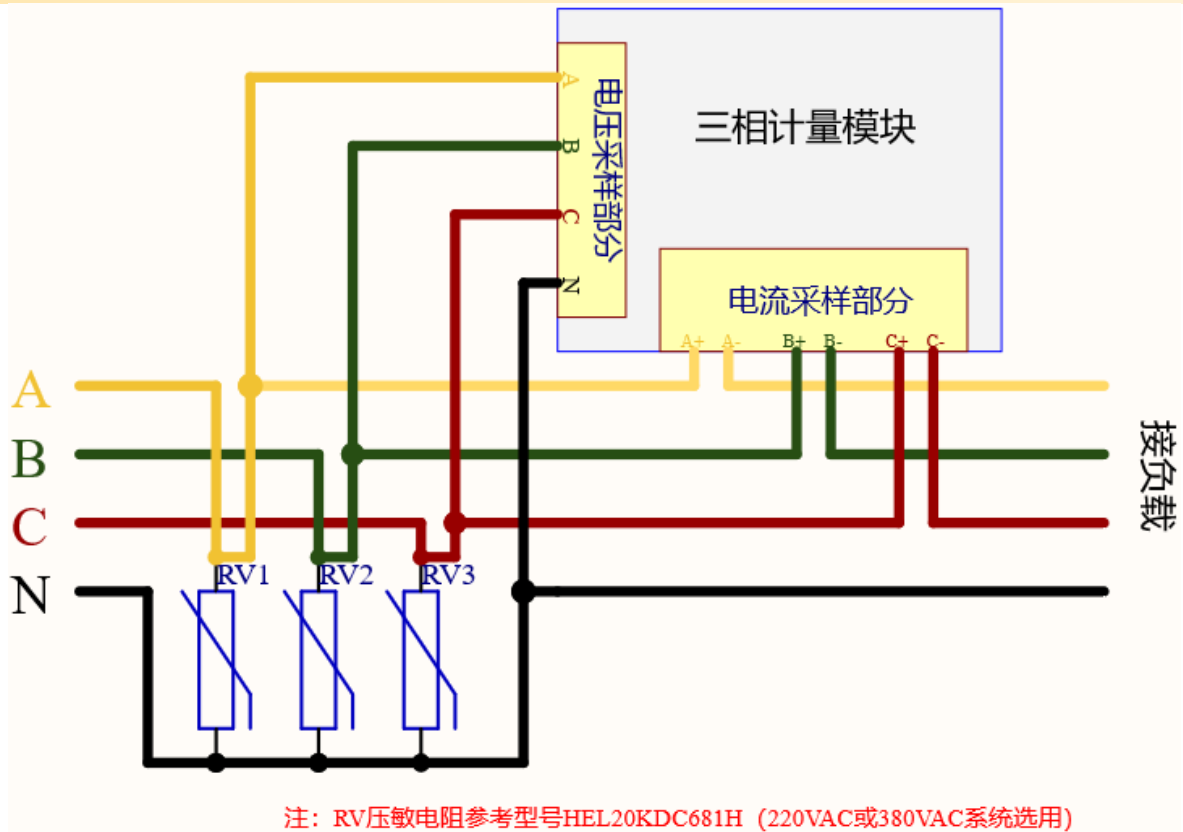 三相计量模块
电压采样部分
A
B
C
N
电流采样部分
A+ A- B+ B- C+ C-
A
B
C
N
接负载
RV1 RV2 RV3
注：RV压敏电阻参考型号HEL20KDC681H（220VAC或380VAC系统选用）